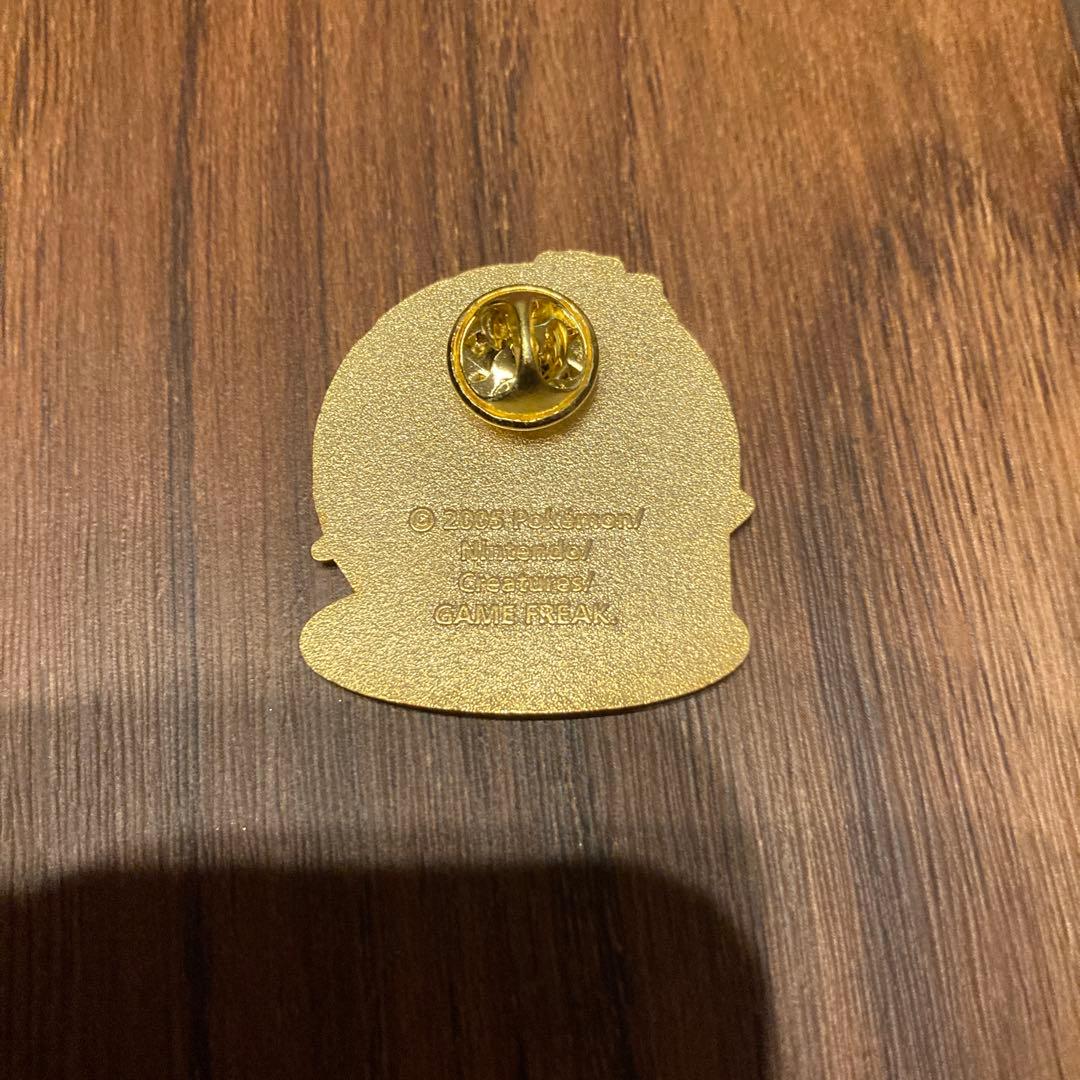 © 2005 Pokémon/
Nintendo/
Creatures/
GAME FREAK.